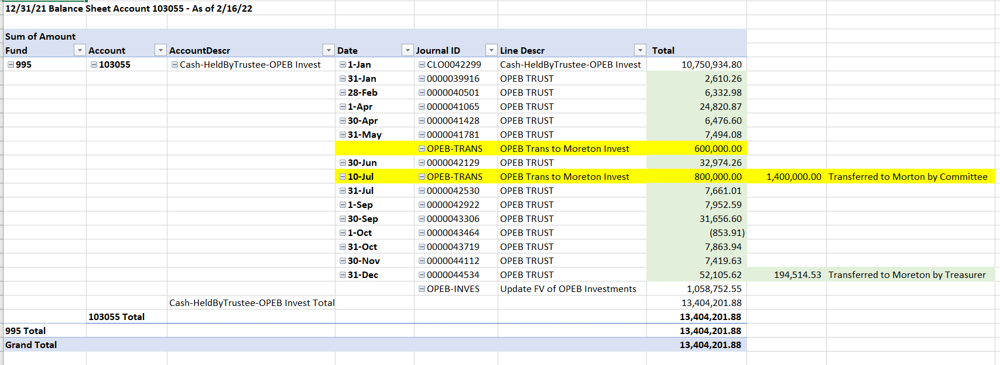 12/31/21 Balance Sheet Account 103055 - As of 2/16/22
Sum of Amount
Fund Account AccountDescr Date Journal ID Line Descr Total
995 103055 Cash-HeldByTrustee-OPEB Invest 1-Jan CLO0042299 Cash-HeldByTrustee-OPEB Invest 10,750,934.80
31-Jan 0000039916 OPEB TRUST 2,610.26
28-Feb 0000040501 OPEB TRUST 6,332.98
1-Apr 0000041065 OPEB TRUST 24,820.87
30-Apr 0000041428 OPEB TRUST 6,476.60
31-May 0000041781 OPEB TRUST 7,494.08
OPEB-TRANS OPEB Trans to Moreton Invest 600,000.00
30-Jun 0000042129 OPEB TRUST 32,974.26
10-Jul OPEB-TRANS OPEB Trans to Moreton Invest 800,000.00 1,400,000.00 Transferred to Morton by Committee
31-Jul 0000042530 OPEB TRUST 7,661.01
1-Sep 0000042922 OPEB TRUST 7,952.59
30-Sep 0000043306 OPEB TRUST 31,656.60
1-Oct 0000043464 OPEB TRUST (853.91)
31-Oct 0000043719 OPEB TRUST 7,863.94
30-Nov 0000044112 OPEB TRUST 7,419.63
31-Dec 0000044534 OPEB TRUST 52,105.62 194,514.53 Transferred to Moreton by Treasurer
OPEB-INVES Update FV of OPEB Investments 1,058,752.55
Cash-HeldByTrustee-OPEB Invest Total 13,404,201.88
103055 Total 13,404,201.88
995 Total 13,404,201.88
Grand Total 13,404,201.88